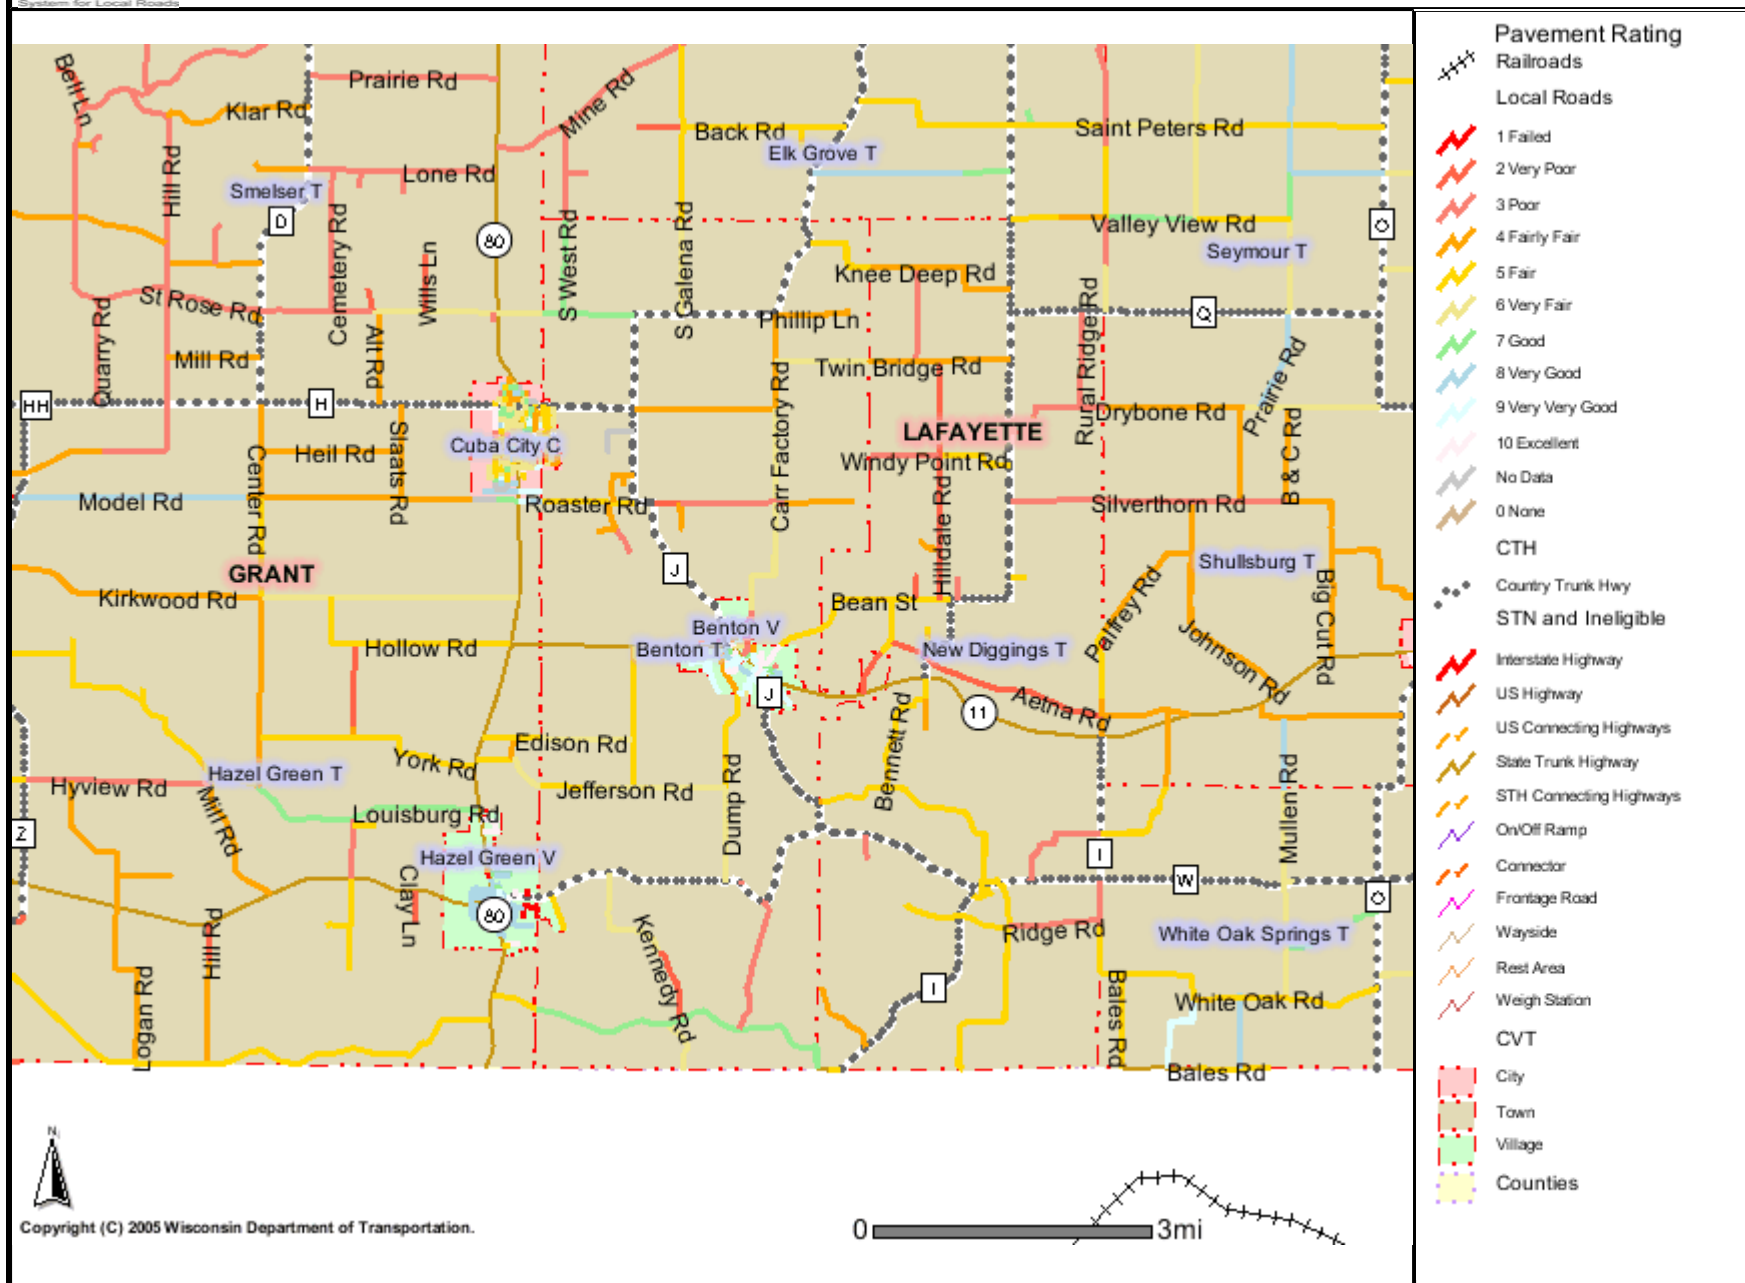 System for Local Roads
Bell Ln
Prairie Rd
Klar Rd
Mine Rd
Back Rd
Saint Peters Rd
Elk Grove T
Hill Rd
Lone Rd
Smelser T
D
80
Cemetery Rd
Wills Ln
S West Rd
S Galena Rd
Valley View Rd
O
Seymour T
Knee Deep Rd
St Rose Rd
Quarry Rd
Alt Rd
Phillip Ln
Rural Ridge Rd
Q
Mill Rd
Twin Bridge Rd
Carr Factory Rd
Prairie Rd
HH
H
Drybone Rd
LAFAYETTE
Cuba City C
Heil Rd
Slaats Rd
Center Rd
Windy Point Rd
B & C Rd
Model Rd
Roaster Rd
Hilldale Rd
Silverthorn Rd
J
Shullsburg T
GRANT
Kirkwood Rd
Bean St
Palfrey Rd
Big Cut Rd
Benton V
Benton T
Hollow Rd
New Diggings T
Johnson Rd
J
11
Aetna Rd
Bennett Rd
Edison Rd
York Rd
Hazel Green T
Hyview Rd
Jefferson Rd
Dump Rd
Mullen Rd
Mill Rd
Louisburg Rd
Z
Hazel Green V
I
W
O
Clay Ln
80
Hill Rd
Kennedy Rd
Ridge Rd
White Oak Springs T
I
Logan Rd
Bales Rd
White Oak Rd
Bales Rd
N
Copyright (C) 2005 Wisconsin Department of Transportation.
0 3mi
Pavement Rating
Railroads
Local Roads
1 Failed
2 Very Poor
3 Poor
4 Fairly Fair
5 Fair
6 Very Fair
7 Good
8 Very Good
9 Very Very Good
10 Excellent
No Data
0 None
CTH
Country Trunk Hwy
STN and Ineligible
Interstate Highway
US Highway
US Connecting Highways
State Trunk Highway
STH Connecting Highways
On/Off Ramp
Connector
Frontage Road
Wayside
Rest Area
Weigh Station
CVT
City
Town
Village
Counties